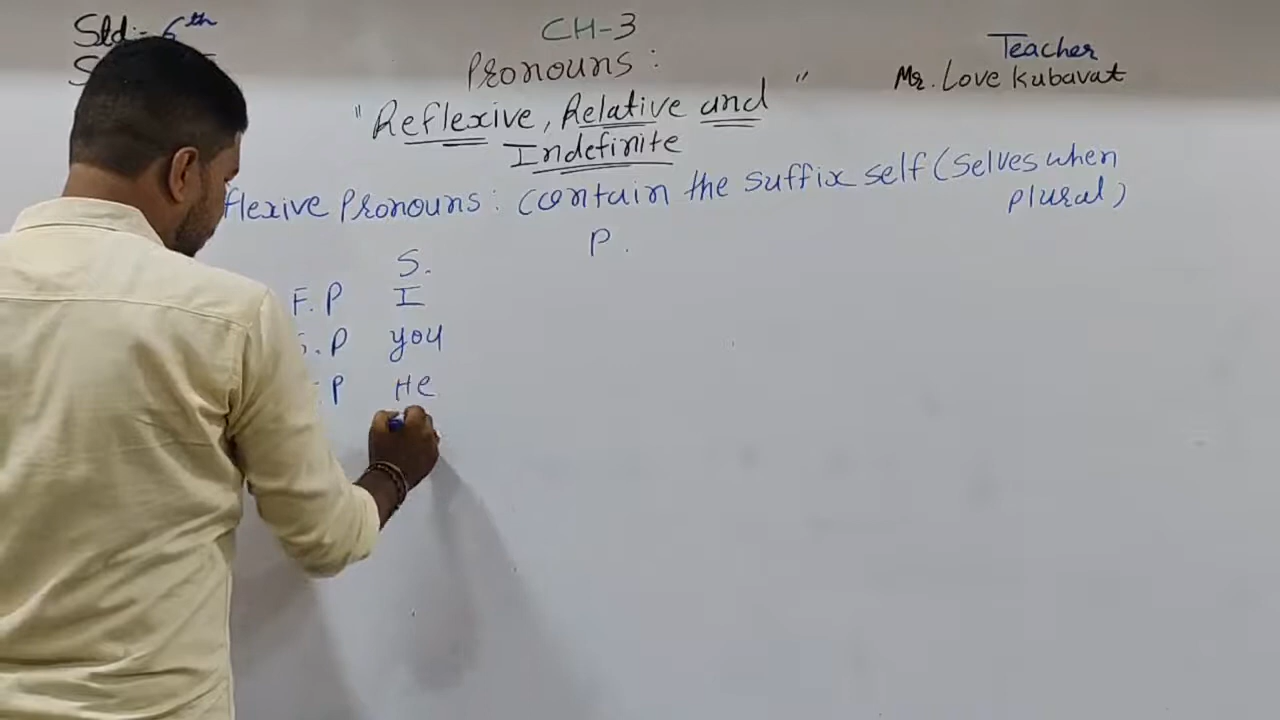 Std:- 6th
CH-3
Pronouns :
Teacher
Mr. Love Kubavat
"Reflexive, Relative and
Indefinite"
flexive Pronouns : contain the suffix self (selves when
plural)
S. P.
F.P I
S.P you
P He